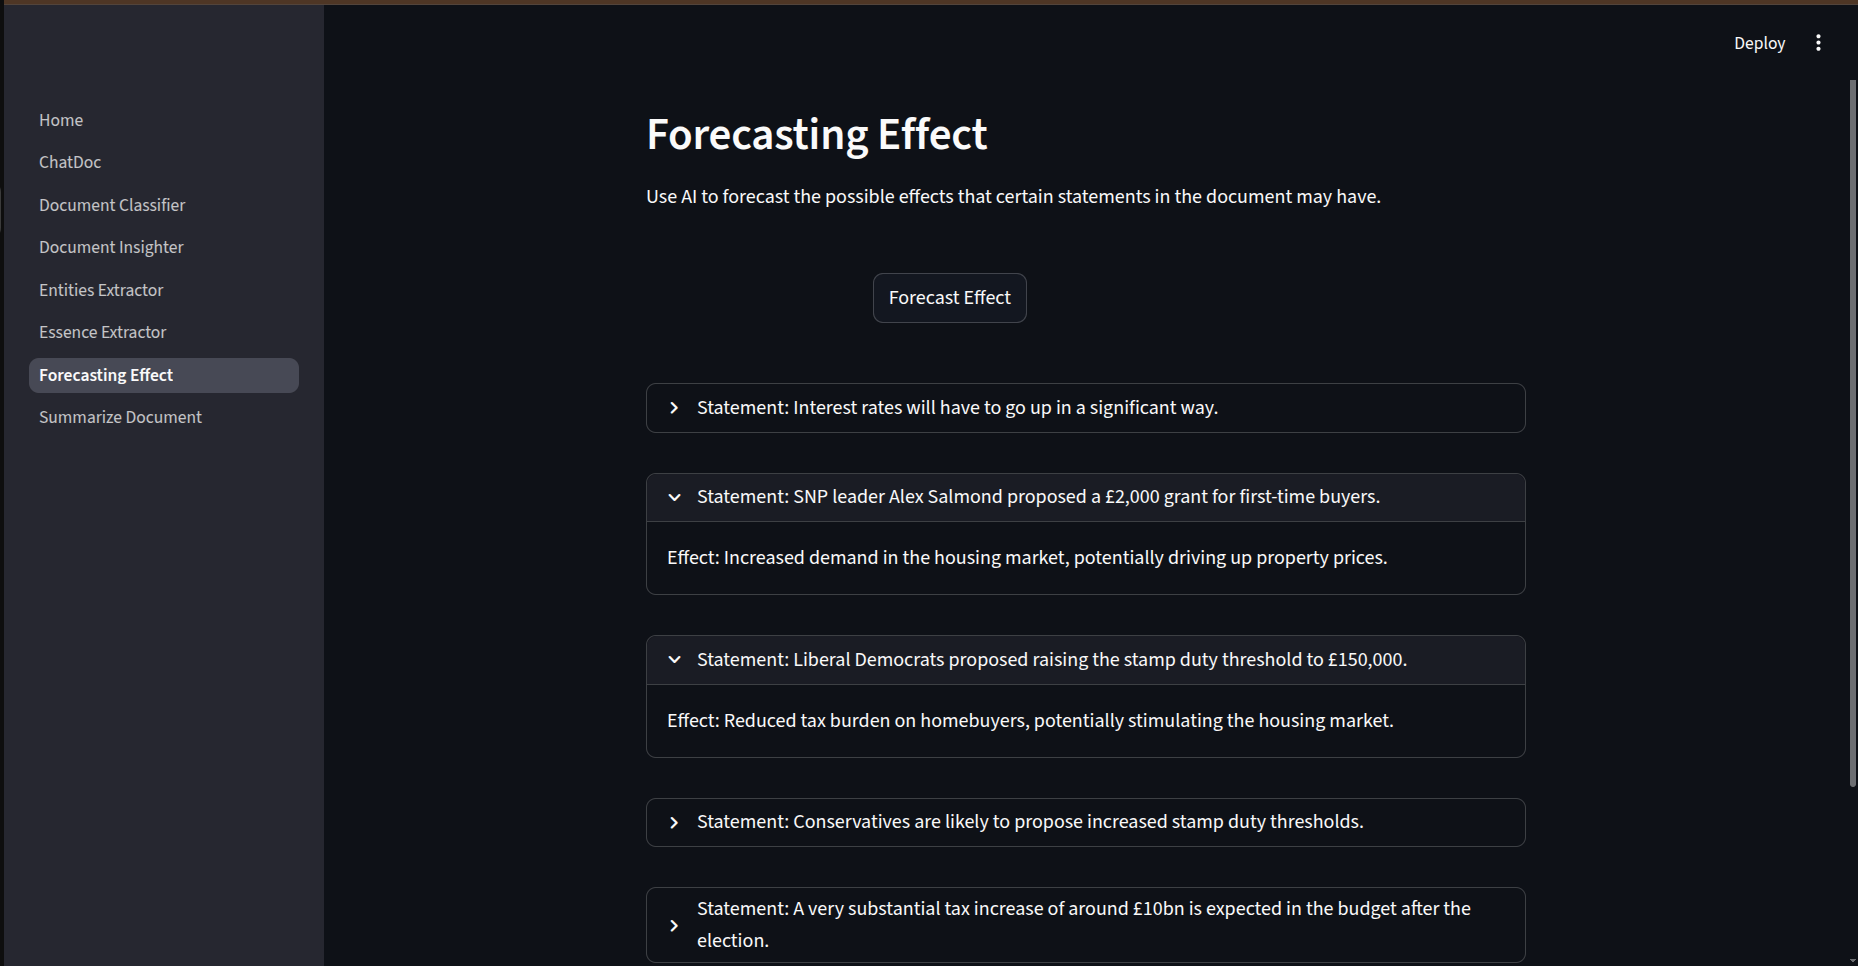 Deploy
Home
ChatDoc
Document Classifier
Document Insighter
Entities Extractor
Essence Extractor
Forecasting Effect
Summarize Document
Forecasting Effect
Use AI to forecast the possible effects that certain statements in the document may have.
Forecast Effect
Statement: Interest rates will have to go up in a significant way.
Statement: SNP leader Alex Salmond proposed a £2,000 grant for first-time buyers.
Effect: Increased demand in the housing market, potentially driving up property prices.
Statement: Liberal Democrats proposed raising the stamp duty threshold to £150,000.
Effect: Reduced tax burden on homebuyers, potentially stimulating the housing market.
Statement: Conservatives are likely to propose increased stamp duty thresholds.
Statement: A very substantial tax increase of around £10bn is expected in the budget after the
election.